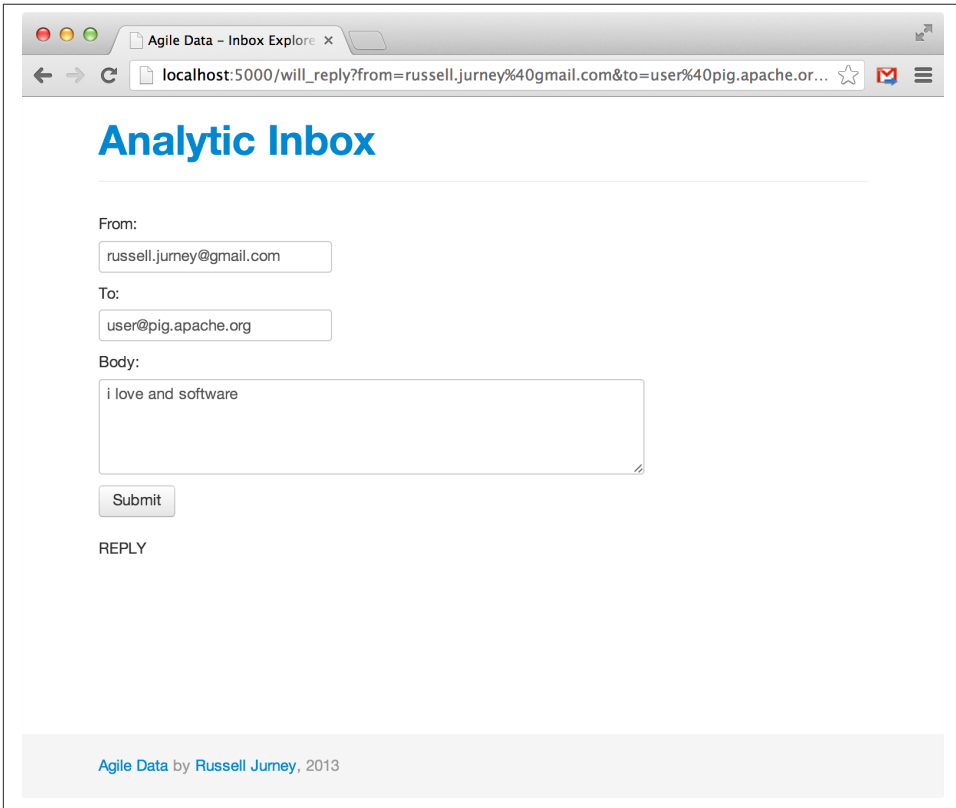 Agile Data – Inbox Explore
localhost:5000/will_reply?from=russell.jurney%40gmail.com&to=user%40pig.apache.or...
Analytic Inbox
From:
russell.jurney@gmail.com
To:
user@pig.apache.org
Body:
i love and software
Submit
REPLY
Agile Data by Russell Jurney, 2013